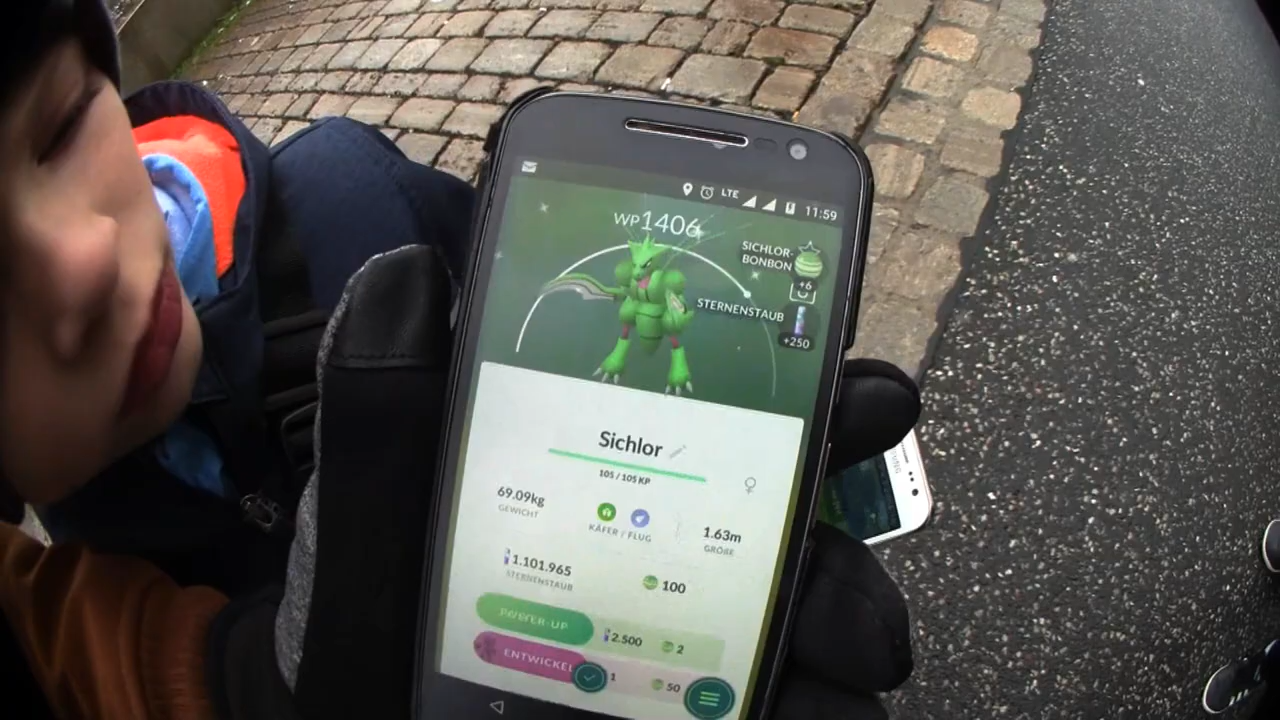 LTE 11:59
WP1406
SICHLOR-
BONBON
+6
STERNENSTAUB
+250
Sichlor
105 / 105 KP
69.09kg
GEWICHT
KÄFER / FLUG
1.63m
GRÖßE
1.101.965
STERNENSTAUB
100
POWER-UP
2.500
2
ENTWICKEL
1
50